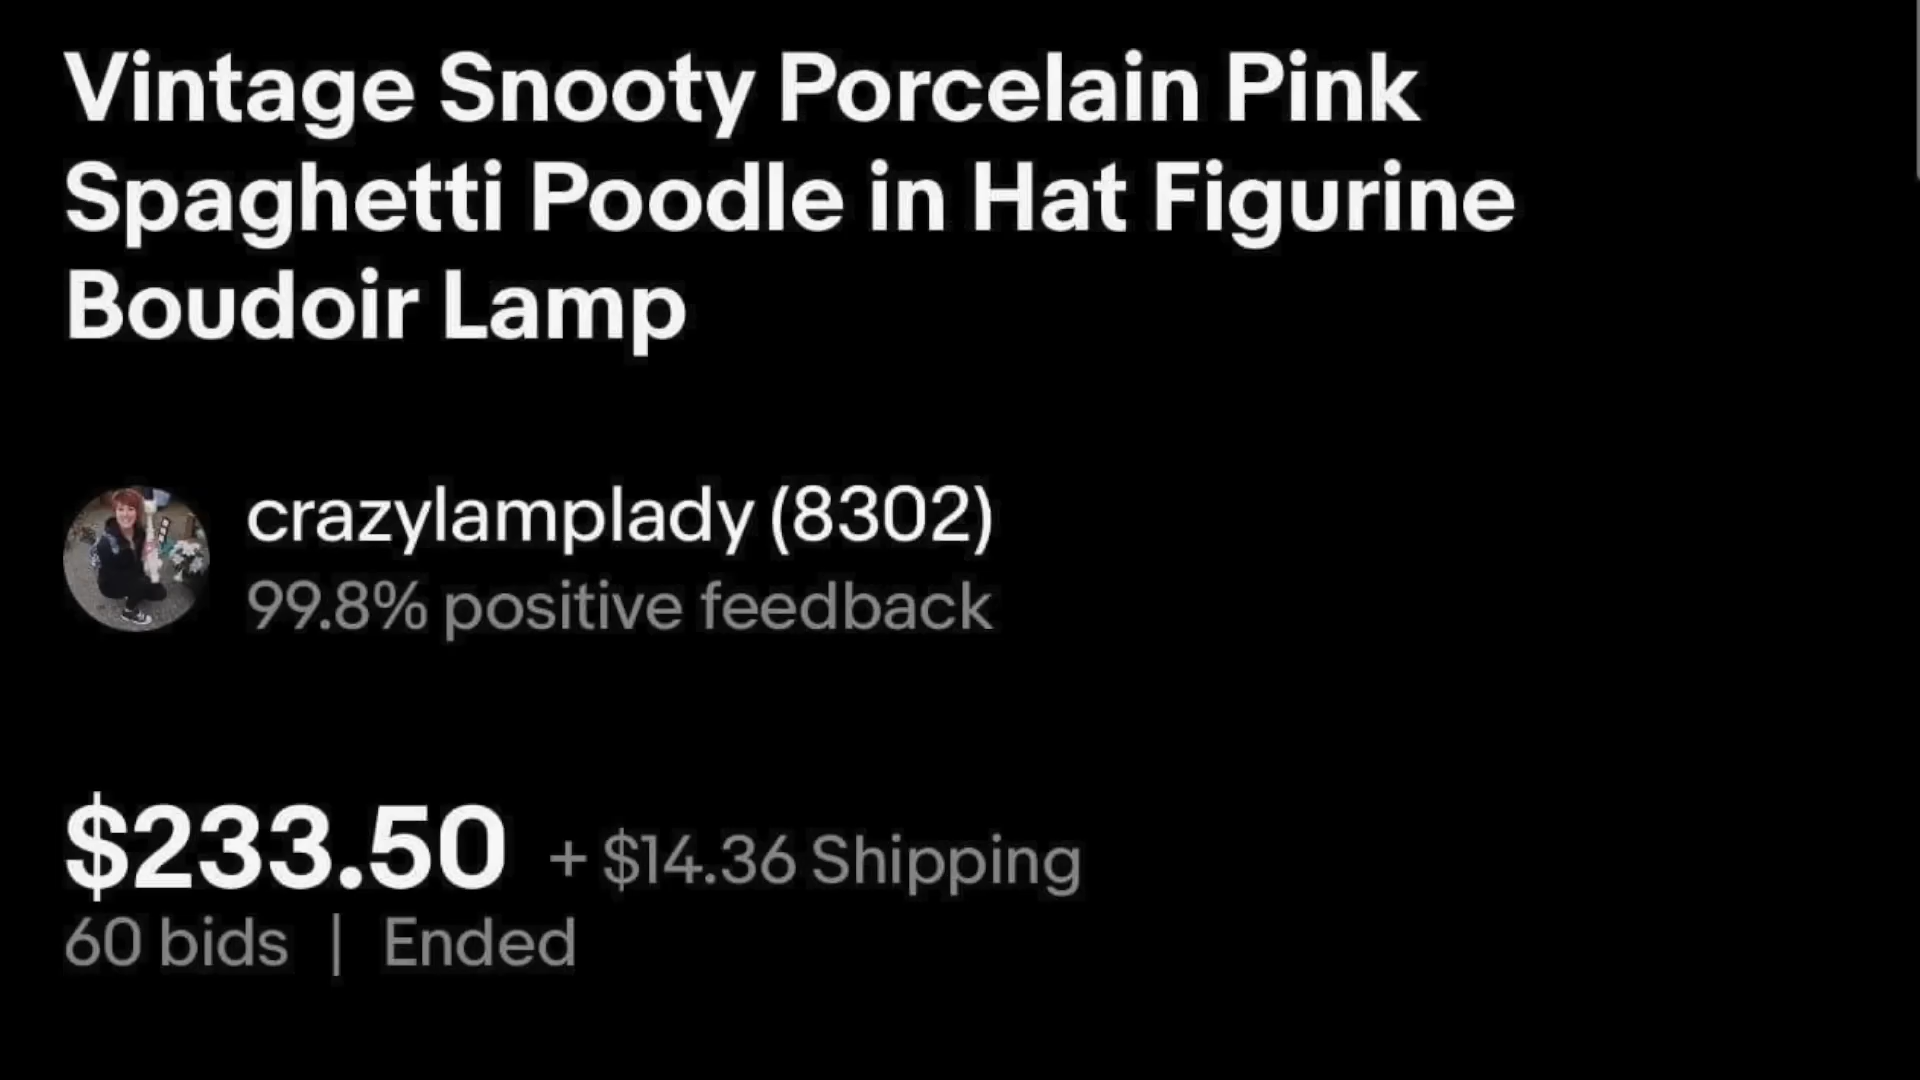 Vintage Snooty Porcelain Pink
Spaghetti Poodle in Hat Figurine
Boudoir Lamp
crazylamplady (8302)
99.8% positive feedback
$233.50 + $14.36 Shipping
60 bids | Ended